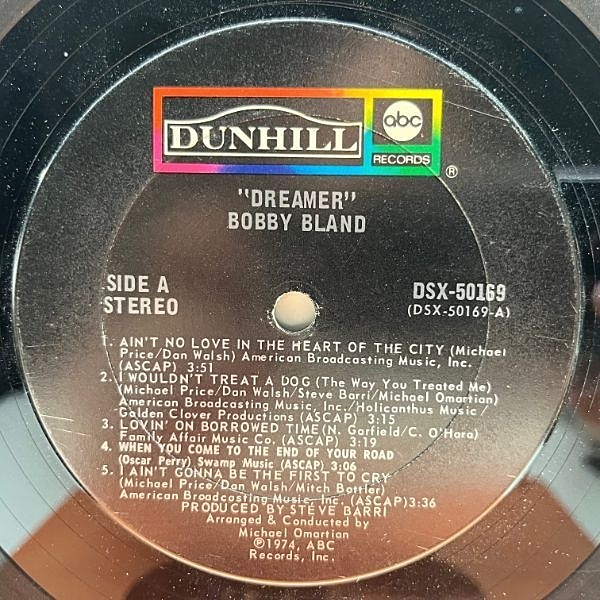 DUNHILL
abc
RECORDS
®
"DREAMER"
BOBBY BLAND
SIDE A
STEREO
DSX-50169
(DSX-50169-A)
1. AIN'T NO LOVE IN THE HEART OF THE CITY (Michael
Price/Dan Walsh) American Broadcasting Music, Inc.
(ASCAP) 3:51
2. I WOULDN'T TREAT A DOG (The Way You Treated Me)
(Michael Price/Dan Walsh/Steve Barri/Michael Omartian)
American Broadcasting Music, Inc./Holicanthus Music/
Golden Clover Productions (ASCAP) 3:15
3. LOVIN' ON BORROWED TIME (N. Garfield/C. O'Hara)
Family Affair Music Co. (ASCAP) 3:19
4. WHEN YOU COME TO THE END OF YOUR ROAD
(Oscar Perry) Swamp Music (ASCAP) 3:06
5. I AIN'T GONNA BE THE FIRST TO CRY
(Michael Price/Dan Walsh/Mitch Bottler)
American Broadcasting Music, Inc. (ASCAP) 3:36
PRODUCED BY STEVE BARRI
Arranged & Conducted by
Michael Omartian
℗1974, ABC
Records, Inc.